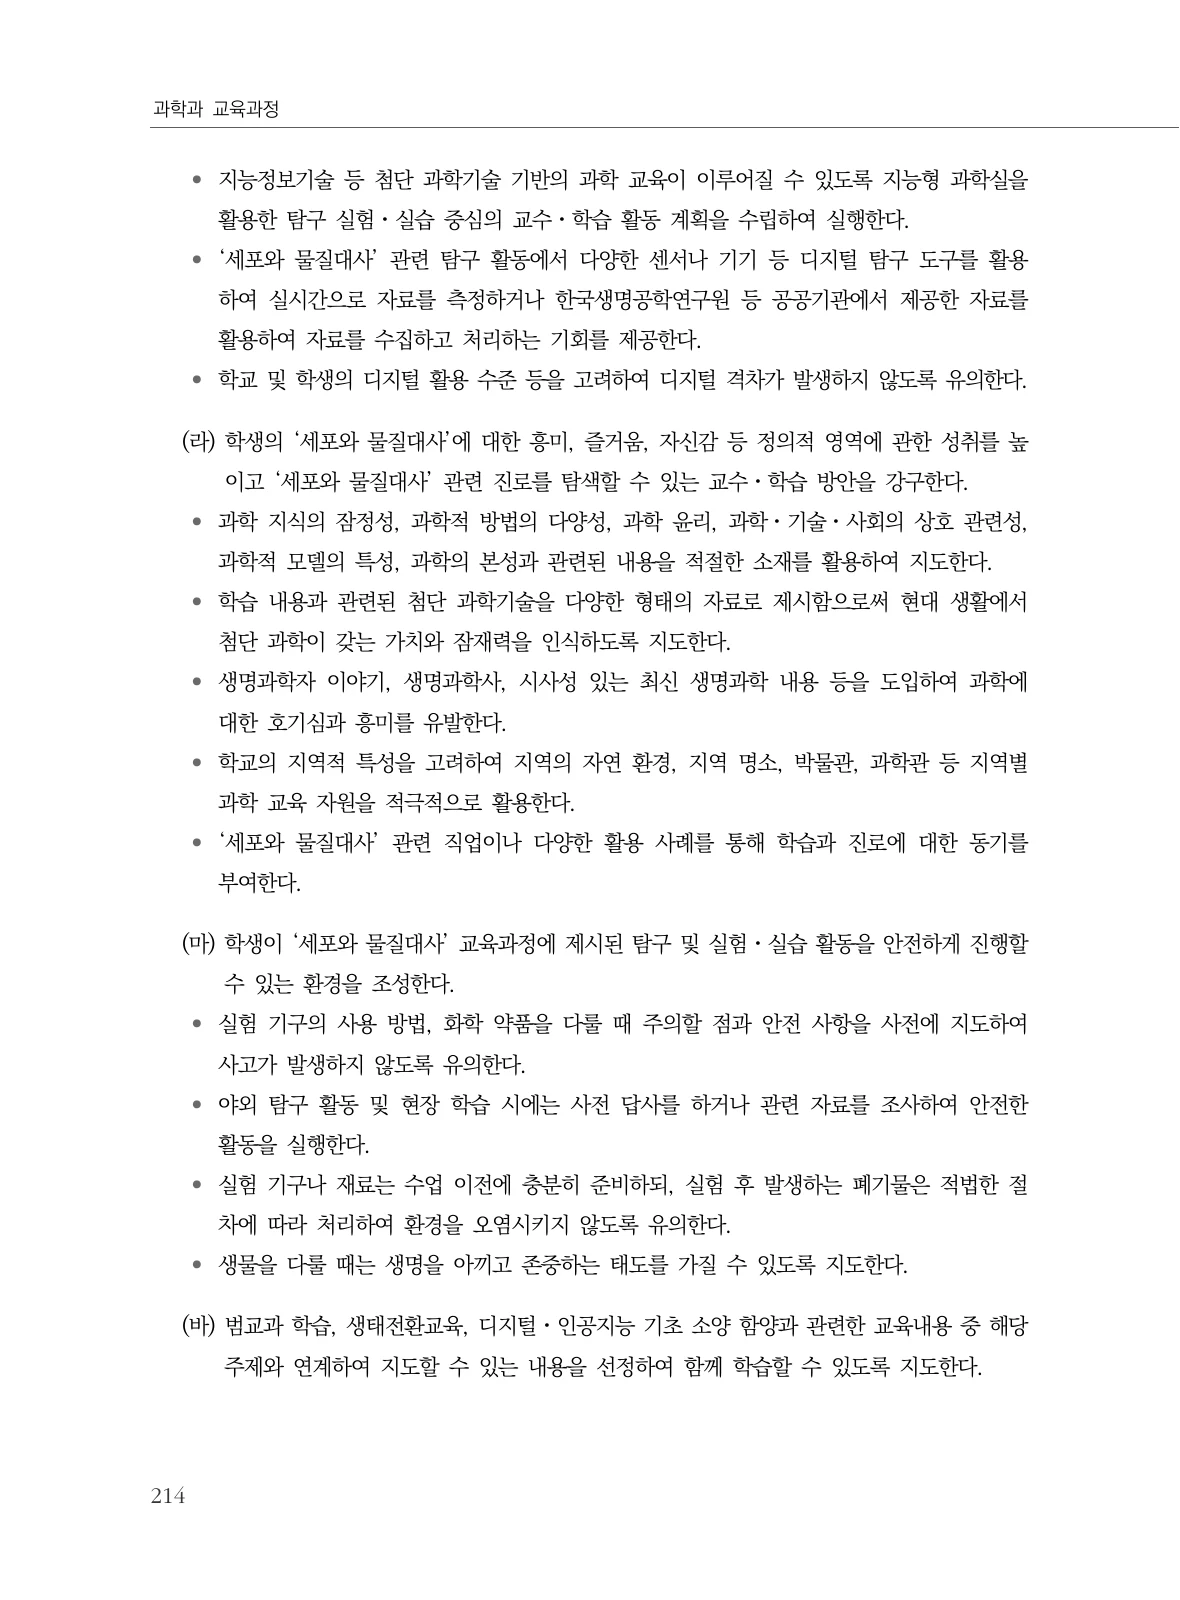 과학과 교육과정
• 지능정보기술 등 첨단 과학기술 기반의 과학 교육이 이루어질 수 있도록 지능형 과학실을
활용한 탐구 실험・실습 중심의 교수・학습 활동 계획을 수립하여 실행한다.
• ‘세포와 물질대사’ 관련 탐구 활동에서 다양한 센서나 기기 등 디지털 탐구 도구를 활용
하여 실시간으로 자료를 측정하거나 한국생명공학연구원 등 공공기관에서 제공한 자료를
활용하여 자료를 수집하고 처리하는 기회를 제공한다.
• 학교 및 학생의 디지털 활용 수준 등을 고려하여 디지털 격차가 발생하지 않도록 유의한다.
(라) 학생의 ‘세포와 물질대사’에 대한 흥미, 즐거움, 자신감 등 정의적 영역에 관한 성취를 높
이고 ‘세포와 물질대사’ 관련 진로를 탐색할 수 있는 교수・학습 방안을 강구한다.
• 과학 지식의 잠정성, 과학적 방법의 다양성, 과학 윤리, 과학・기술・사회의 상호 관련성,
과학적 모델의 특성, 과학의 본성과 관련된 내용을 적절한 소재를 활용하여 지도한다.
• 학습 내용과 관련된 첨단 과학기술을 다양한 형태의 자료로 제시함으로써 현대 생활에서
첨단 과학이 갖는 가치와 잠재력을 인식하도록 지도한다.
• 생명과학자 이야기, 생명과학사, 시사성 있는 최신 생명과학 내용 등을 도입하여 과학에
대한 호기심과 흥미를 유발한다.
• 학교의 지역적 특성을 고려하여 지역의 자연 환경, 지역 명소, 박물관, 과학관 등 지역별
과학 교육 자원을 적극적으로 활용한다.
• ‘세포와 물질대사’ 관련 직업이나 다양한 활용 사례를 통해 학습과 진로에 대한 동기를
부여한다.
(마) 학생이 ‘세포와 물질대사’ 교육과정에 제시된 탐구 및 실험・실습 활동을 안전하게 진행할
수 있는 환경을 조성한다.
• 실험 기구의 사용 방법, 화학 약품을 다룰 때 주의할 점과 안전 사항을 사전에 지도하여
사고가 발생하지 않도록 유의한다.
• 야외 탐구 활동 및 현장 학습 시에는 사전 답사를 하거나 관련 자료를 조사하여 안전한
활동을 실행한다.
• 실험 기구나 재료는 수업 이전에 충분히 준비하되, 실험 후 발생하는 폐기물은 적법한 절
차에 따라 처리하여 환경을 오염시키지 않도록 유의한다.
• 생물을 다룰 때는 생명을 아끼고 존중하는 태도를 가질 수 있도록 지도한다.
(바) 범교과 학습, 생태전환교육, 디지털・인공지능 기초 소양 함양과 관련한 교육내용 중 해당
주제와 연계하여 지도할 수 있는 내용을 선정하여 함께 학습할 수 있도록 지도한다.
214